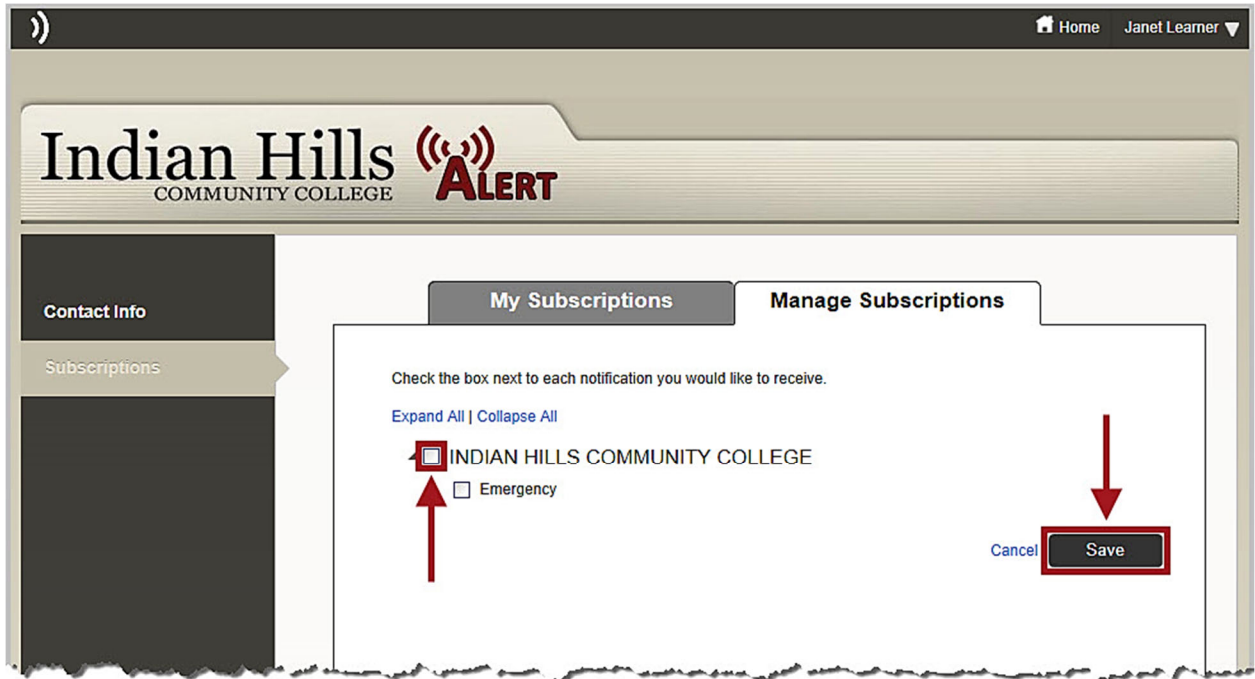 Home Janet Learner
Indian Hills
COMMUNITY COLLEGE
ALERT
Contact Info
Subscriptions
My Subscriptions
Manage Subscriptions
Check the box next to each notification you would like to receive.
Expand All | Collapse All
INDIAN HILLS COMMUNITY COLLEGE
Emergency
Cancel Save